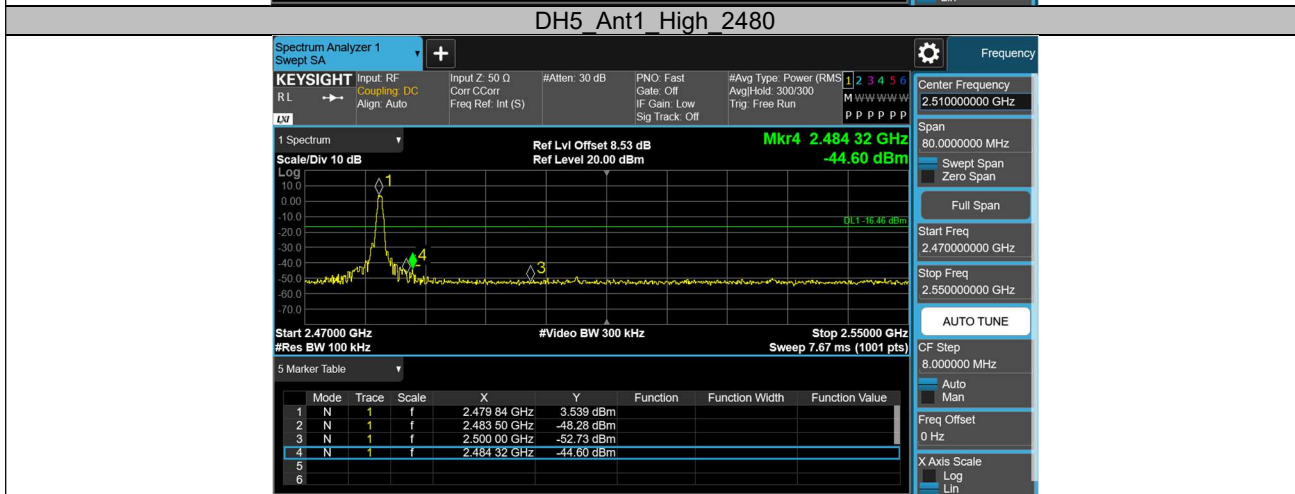 Lin
DH5_Ant1_High_2480
Spectrum Analyzer 1
Swept SA
+
Frequency
KEYSIGHT
RL
LXI
Input: RF
Coupling: DC
Align: Auto
Input Z: 50 Ω
Corr CCorr
Freq Ref: Int (S)
#Atten: 30 dB
PNO: Fast
Gate: Off
IF Gain: Low
Sig Track: Off
#Avg Type: Power (RMS
Avg|Hold: 300/300
Trig: Free Run
1 2 3 4 5 6
M W W W W W
P P P P P P
1 Spectrum
Ref Lvl Offset 8.53 dB
Mkr4 2.484 32 GHz
Scale/Div 10 dB
Ref Level 20.00 dBm
-44.60 dBm
Log
10.0
0.00
-10.0
-20.0
-30.0
-40.0
-50.0
-60.0
-70.0
1
4
3
DL1 -16.46 dBm
Start 2.47000 GHz
#Video BW 300 kHz
Stop 2.55000 GHz
#Res BW 100 kHz
Sweep 7.67 ms (1001 pts)
5 Marker Table
Mode Trace Scale X Y Function Function Width Function Value
1 N 1 f 2.479 84 GHz 3.539 dBm
2 N 1 f 2.483 50 GHz -48.28 dBm
3 N 1 f 2.500 00 GHz -52.73 dBm
4 N 1 f 2.484 32 GHz -44.60 dBm
5
6
Center Frequency
2.510000000 GHz
Span
80.0000000 MHz
Swept Span
Zero Span
Full Span
Start Freq
2.470000000 GHz
Stop Freq
2.550000000 GHz
AUTO TUNE
CF Step
8.000000 MHz
Auto
Man
Freq Offset
0 Hz
X Axis Scale
Log
Lin